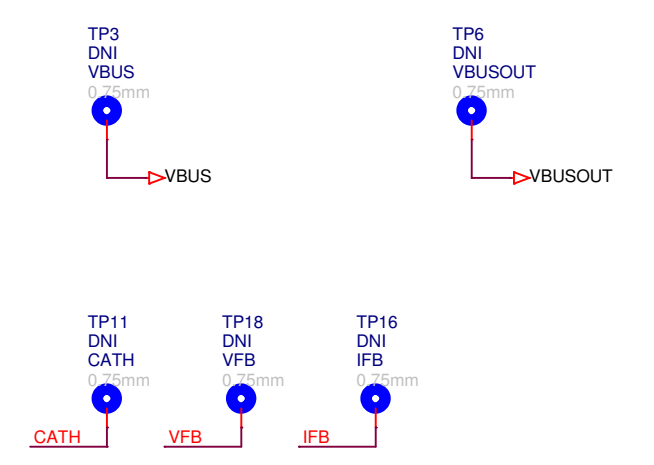 TP3
DNI
VBUS
0.75mm
VBUS
TP6
DNI
VBUSOUT
0.75mm
VBUSOUT
TP11
DNI
CATH
0.75mm
CATH
TP18
DNI
VFB
0.75mm
VFB
TP16
DNI
IFB
0.75mm
IFB